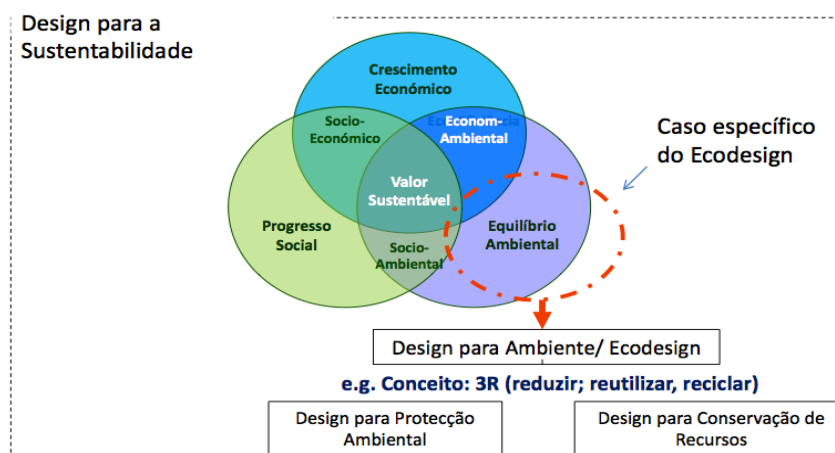 Design para a
Sustentabilidade
Crescimento
Económico
Socio-
Económico
Econom-
Ambiental
Caso específico
do Ecodesign
Valor
Sustentável
Progresso
Social
Equilíbrio
Ambiental
Socio-
Ambiental
Design para Ambiente/ Ecodesign
e.g. Conceito: 3R (reduzir; reutilizar, reciclar)
Design para Protecção
Ambiental
Design para Conservação de
Recursos